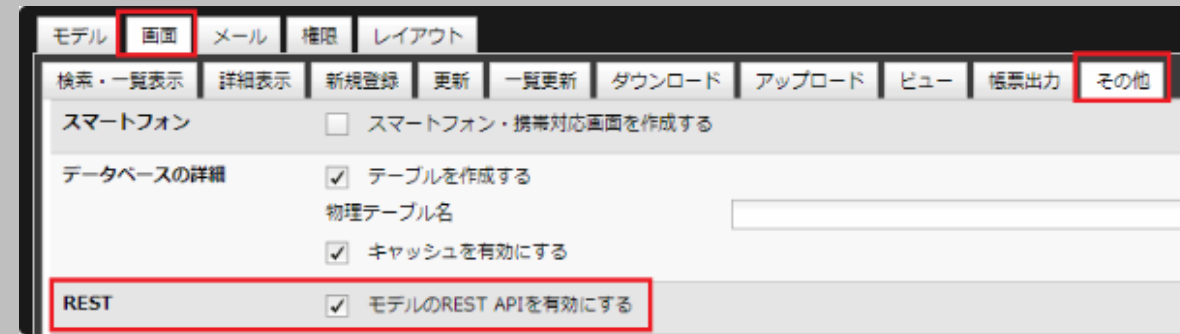 モデル 画面 メール 権限 レイアウト
検索・一覧表示 詳細表示 新規登録 更新 一覧更新 ダウンロード アップロード ビュー 帳票出力 その他
スマートフォン スマートフォン・携帯対応画面を作成する
データベースの詳細 テーブルを作成する
物理テーブル名
キャッシュを有効にする
REST モデルのREST APIを有効にする